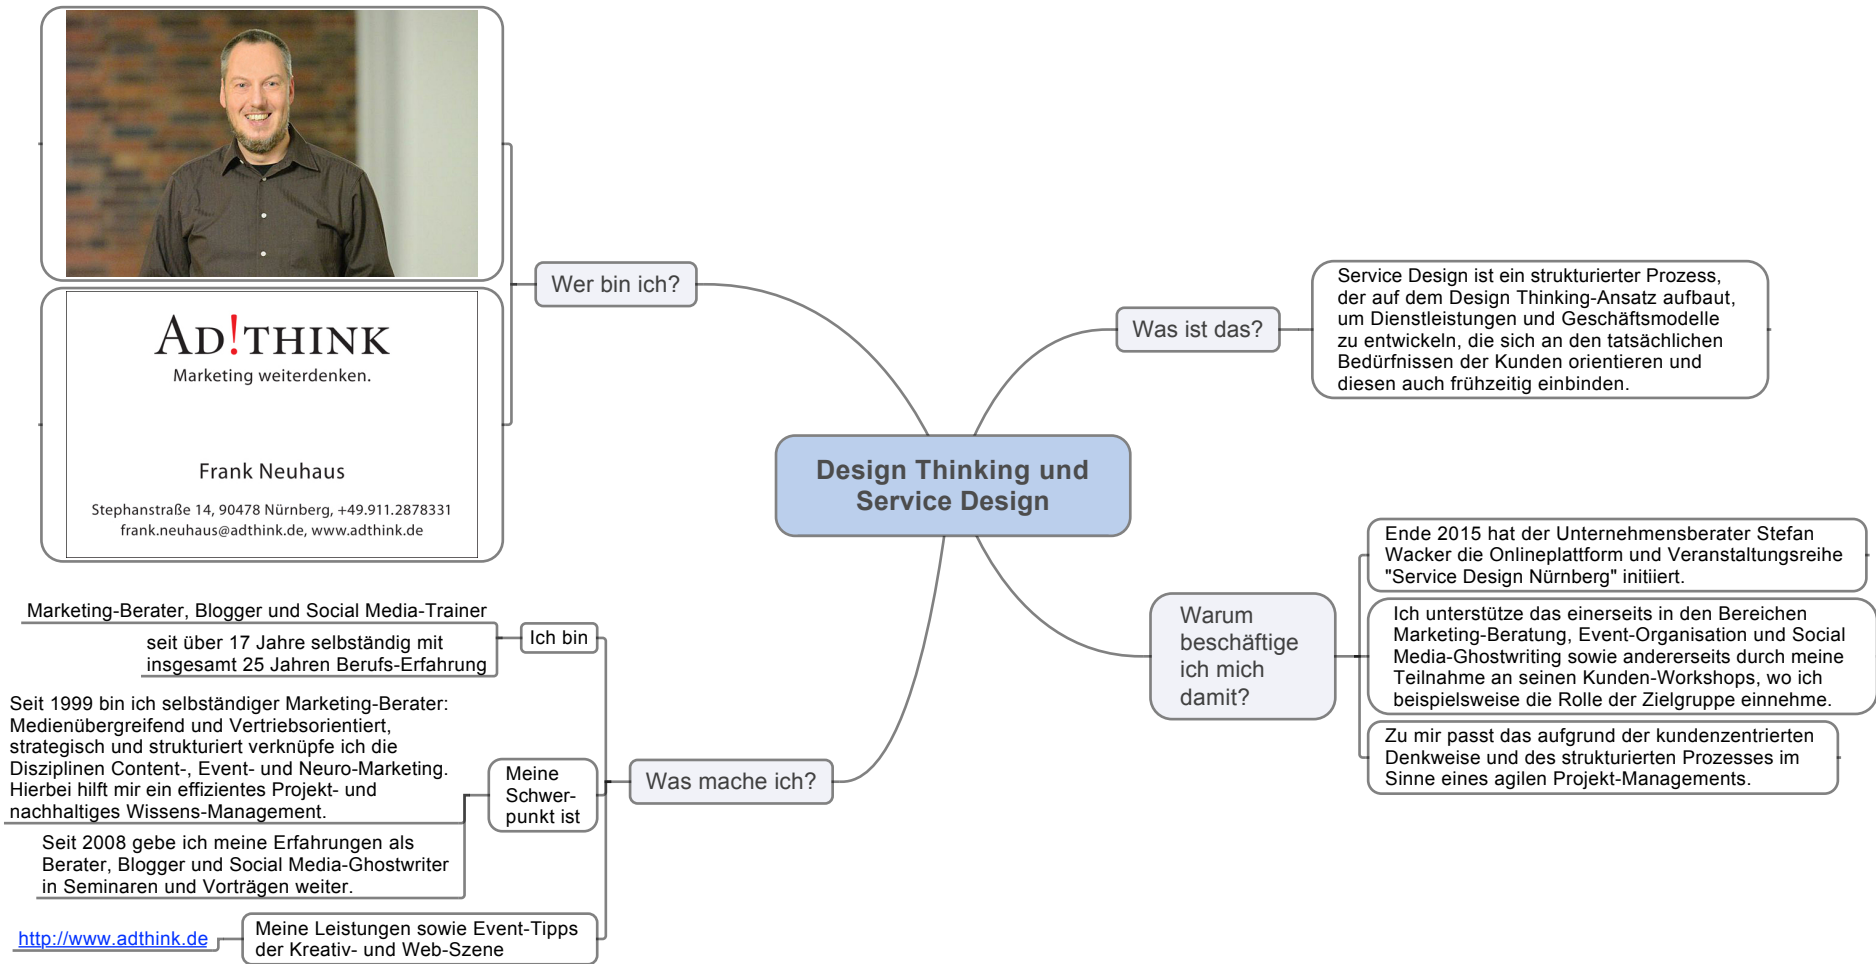 Wer bin ich?
AD!THINK
Marketing weiterdenken.
Frank Neuhaus
Stephanstraße 14, 90478 Nürnberg, +49.911.2878331
frank.neuhaus@adthink.de, www.adthink.de
Was ist das?
Service Design ist ein strukturierter Prozess,
der auf dem Design Thinking-Ansatz aufbaut,
um Dienstleistungen und Geschäftsmodelle
zu entwickeln, die sich an den tatsächlichen
Bedürfnissen der Kunden orientieren und
diesen auch frühzeitig einbinden.
Design Thinking und
Service Design
Warum
beschäftige
ich mich
damit?
Ende 2015 hat der Unternehmensberater Stefan
Wacker die Onlineplattform und Veranstaltungsreihe
"Service Design Nürnberg" initiiert.
Ich unterstütze das einerseits in den Bereichen
Marketing-Beratung, Event-Organisation und Social
Media-Ghostwriting sowie andererseits durch meine
Teilnahme an seinen Kunden-Workshops, wo ich
beispielsweise die Rolle der Zielgruppe einnehme.
Zu mir passt das aufgrund der kundenzentrierten
Denkweise und des strukturierten Prozesses im
Sinne eines agilen Projekt-Managements.
Was mache ich?
Ich bin
Marketing-Berater, Blogger und Social Media-Trainer
seit über 17 Jahre selbständig mit
insgesamt 25 Jahren Berufs-Erfahrung
Meine
Schwer-
punkt ist
Seit 1999 bin ich selbständiger Marketing-Berater:
Medienübergreifend und Vertriebsorientiert,
strategisch und strukturiert verknüpfe ich die
Disziplinen Content-, Event- und Neuro-Marketing.
Hierbei hilft mir ein effizientes Projekt- und
nachhaltiges Wissens-Management.
Seit 2008 gebe ich meine Erfahrungen als
Berater, Blogger und Social Media-Ghostwriter
in Seminaren und Vorträgen weiter.
Meine Leistungen sowie Event-Tipps
der Kreativ- und Web-Szene
http://www.adthink.de